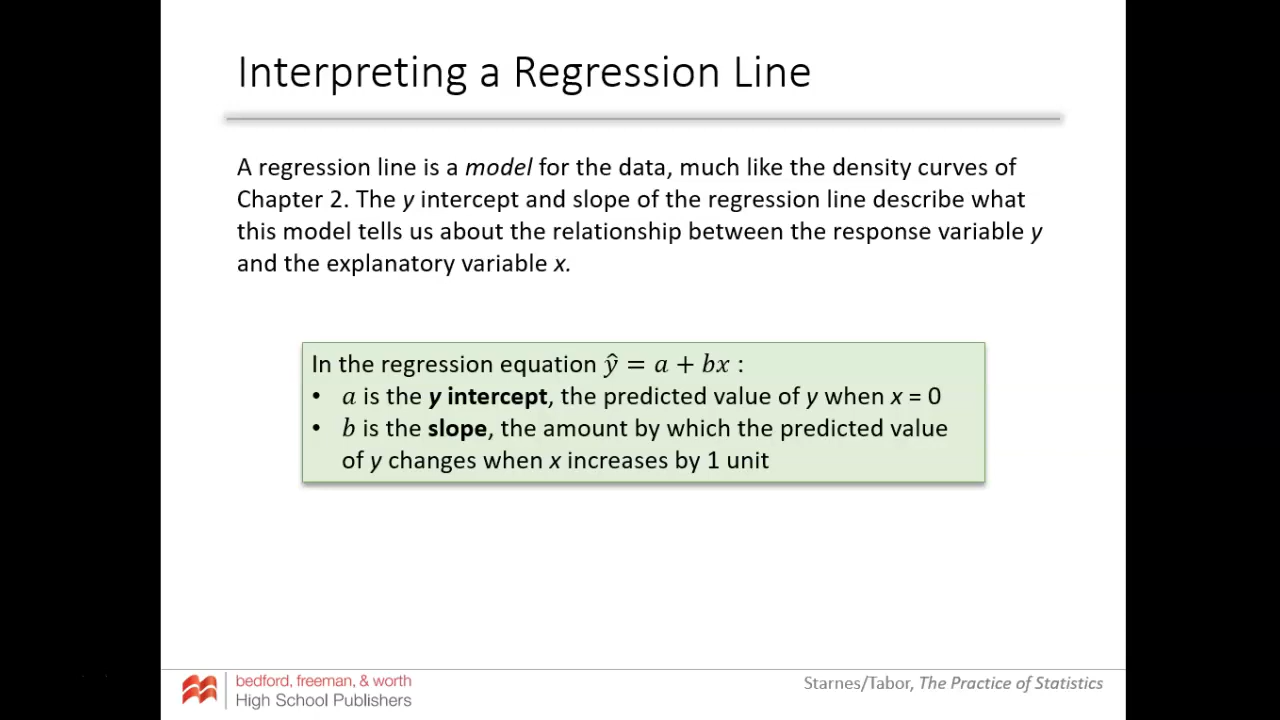 Interpreting a Regression Line
A regression line is a model for the data, much like the density curves of
Chapter 2. The y intercept and slope of the regression line describe what
this model tells us about the relationship between the response variable y
and the explanatory variable x.
In the regression equation ŷ = a + bx :
• a is the y intercept, the predicted value of y when x = 0
• b is the slope, the amount by which the predicted value
of y changes when x increases by 1 unit
bedford, freeman, & worth
High School Publishers
Starnes/Tabor, The Practice of Statistics